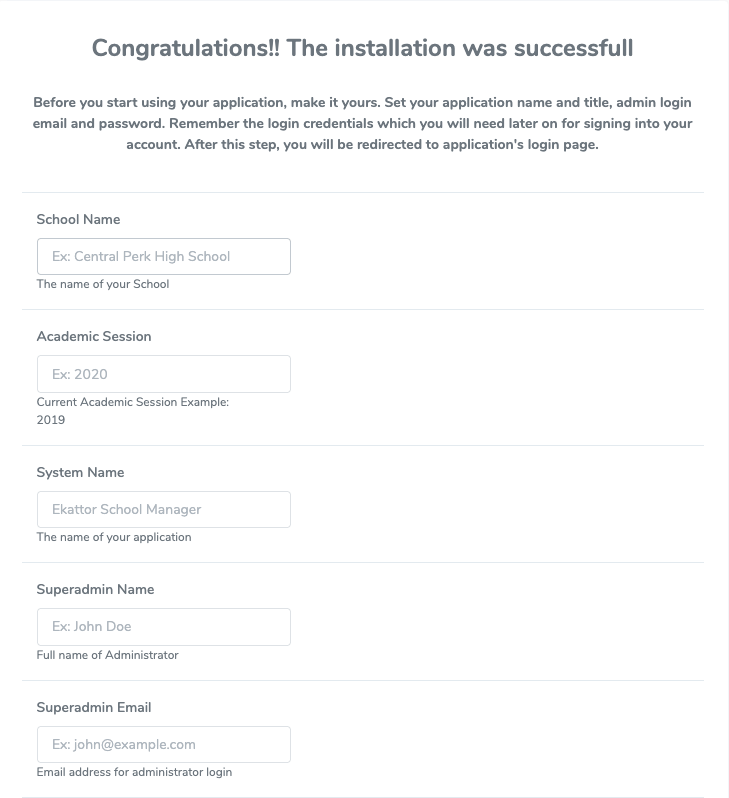 Congratulations!! The installation was successfull
Before you start using your application, make it yours. Set your application name and title, admin login
email and password. Remember the login credentials which you will need later on for signing into your
account. After this step, you will be redirected to application's login page.
School Name
Ex: Central Perk High School
The name of your School
Academic Session
Ex: 2020
Current Academic Session Example:
2019
System Name
Ekattor School Manager
The name of your application
Superadmin Name
Ex: John Doe
Full name of Administrator
Superadmin Email
Ex: john@example.com
Email address for administrator login